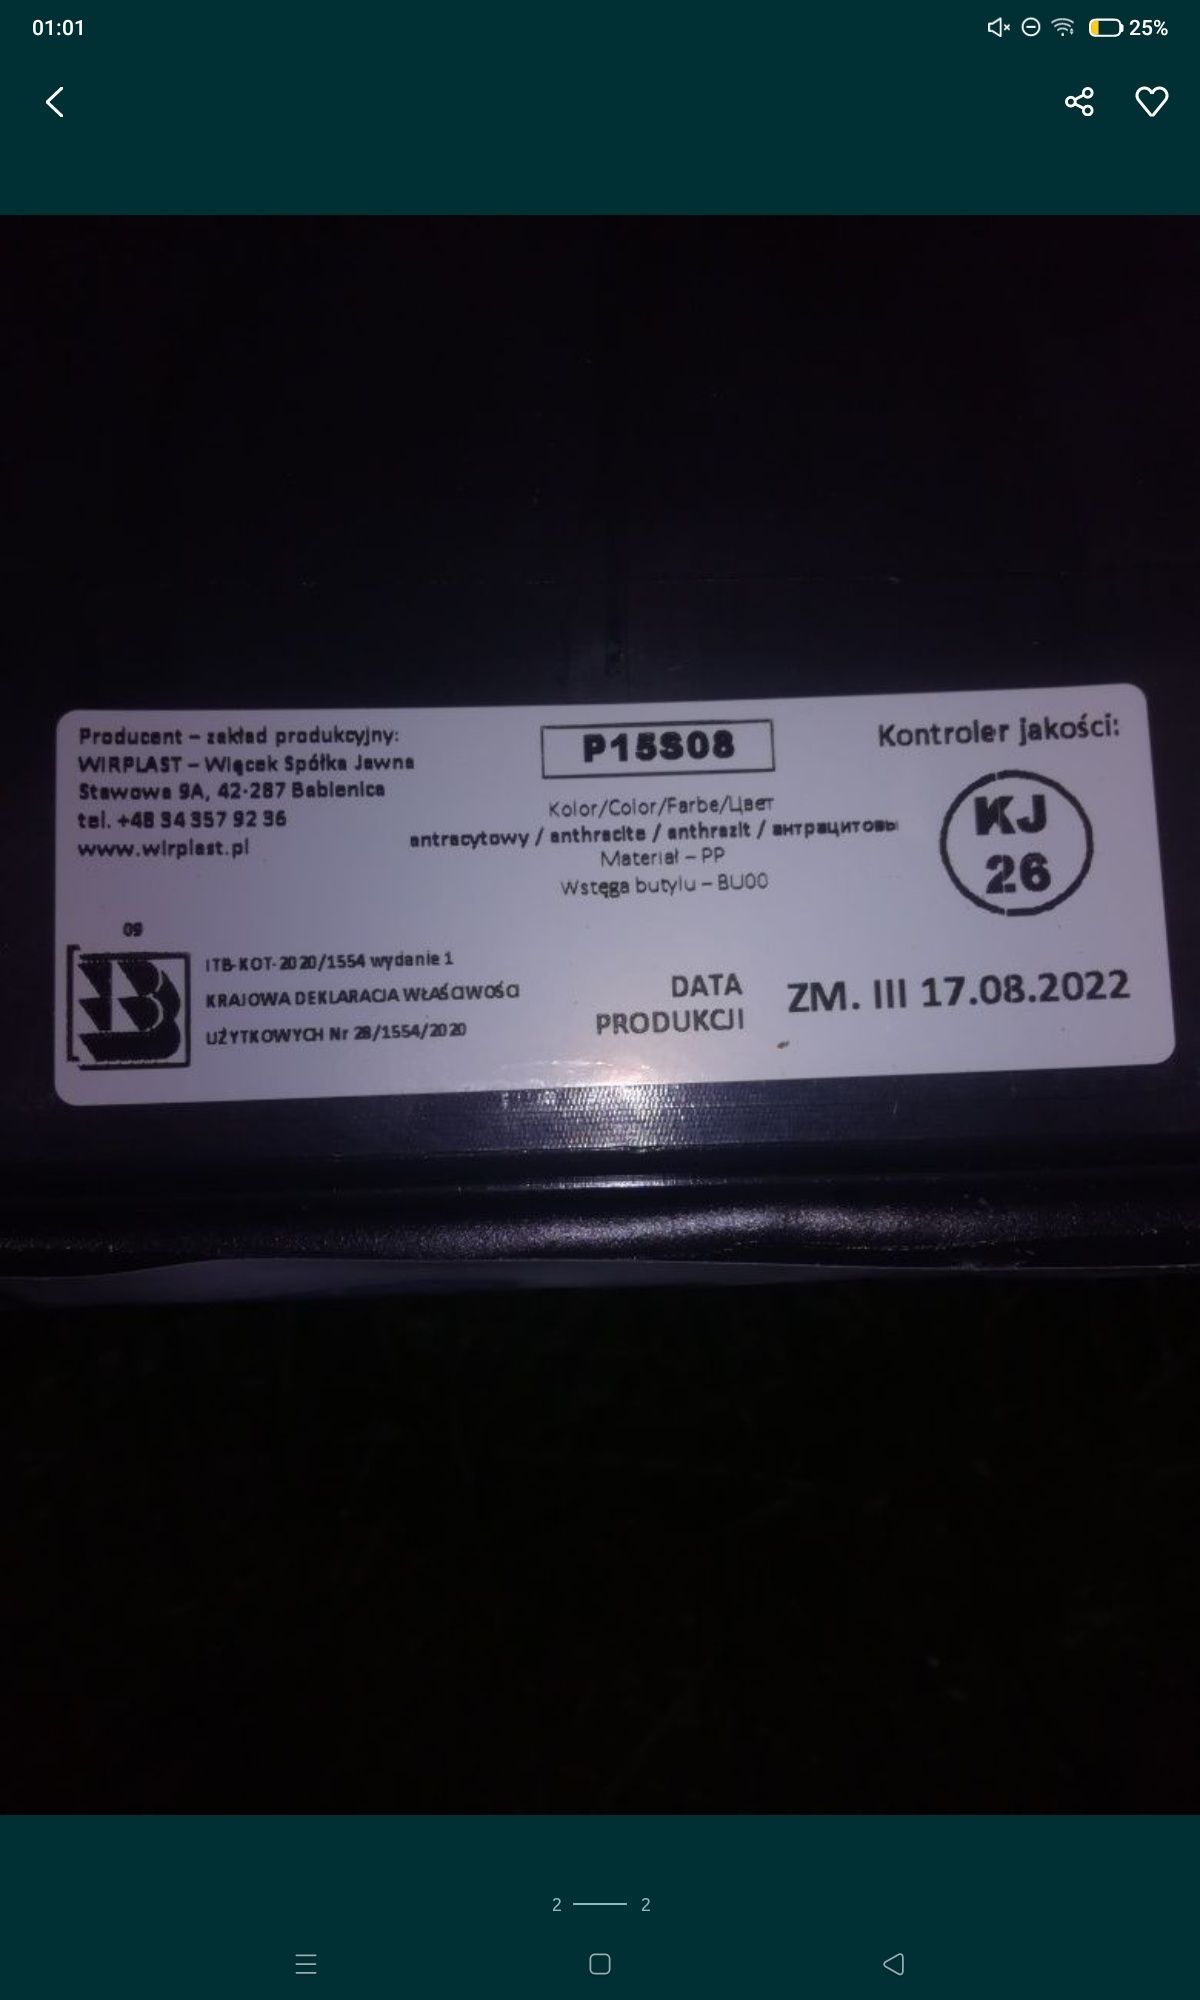 01:01
25%
Producent – zakład produkcyjny:
WIRPLAST – Więcek Spółka Jawna
Stawowa 9A, 42-287 Babienica
tel. +48 34 357 92 36
www.wirplast.pl
P15S08
Kolor/Color/Farbe/Цвет
antracytowy / anthracite / anthrazit / антрацитовы
Materiał – PP
Wstęga butylu – BU00
Kontroler jakości:
KJ
26
09
ITB-KOT-2020/1554 wydanie 1
KRAJOWA DEKLARACJA WŁAŚCIWOŚCI
UŻYTKOWYCH Nr 28/1554/2020
DATA
PRODUKCJI
ZM. III 17.08.2022
2
2